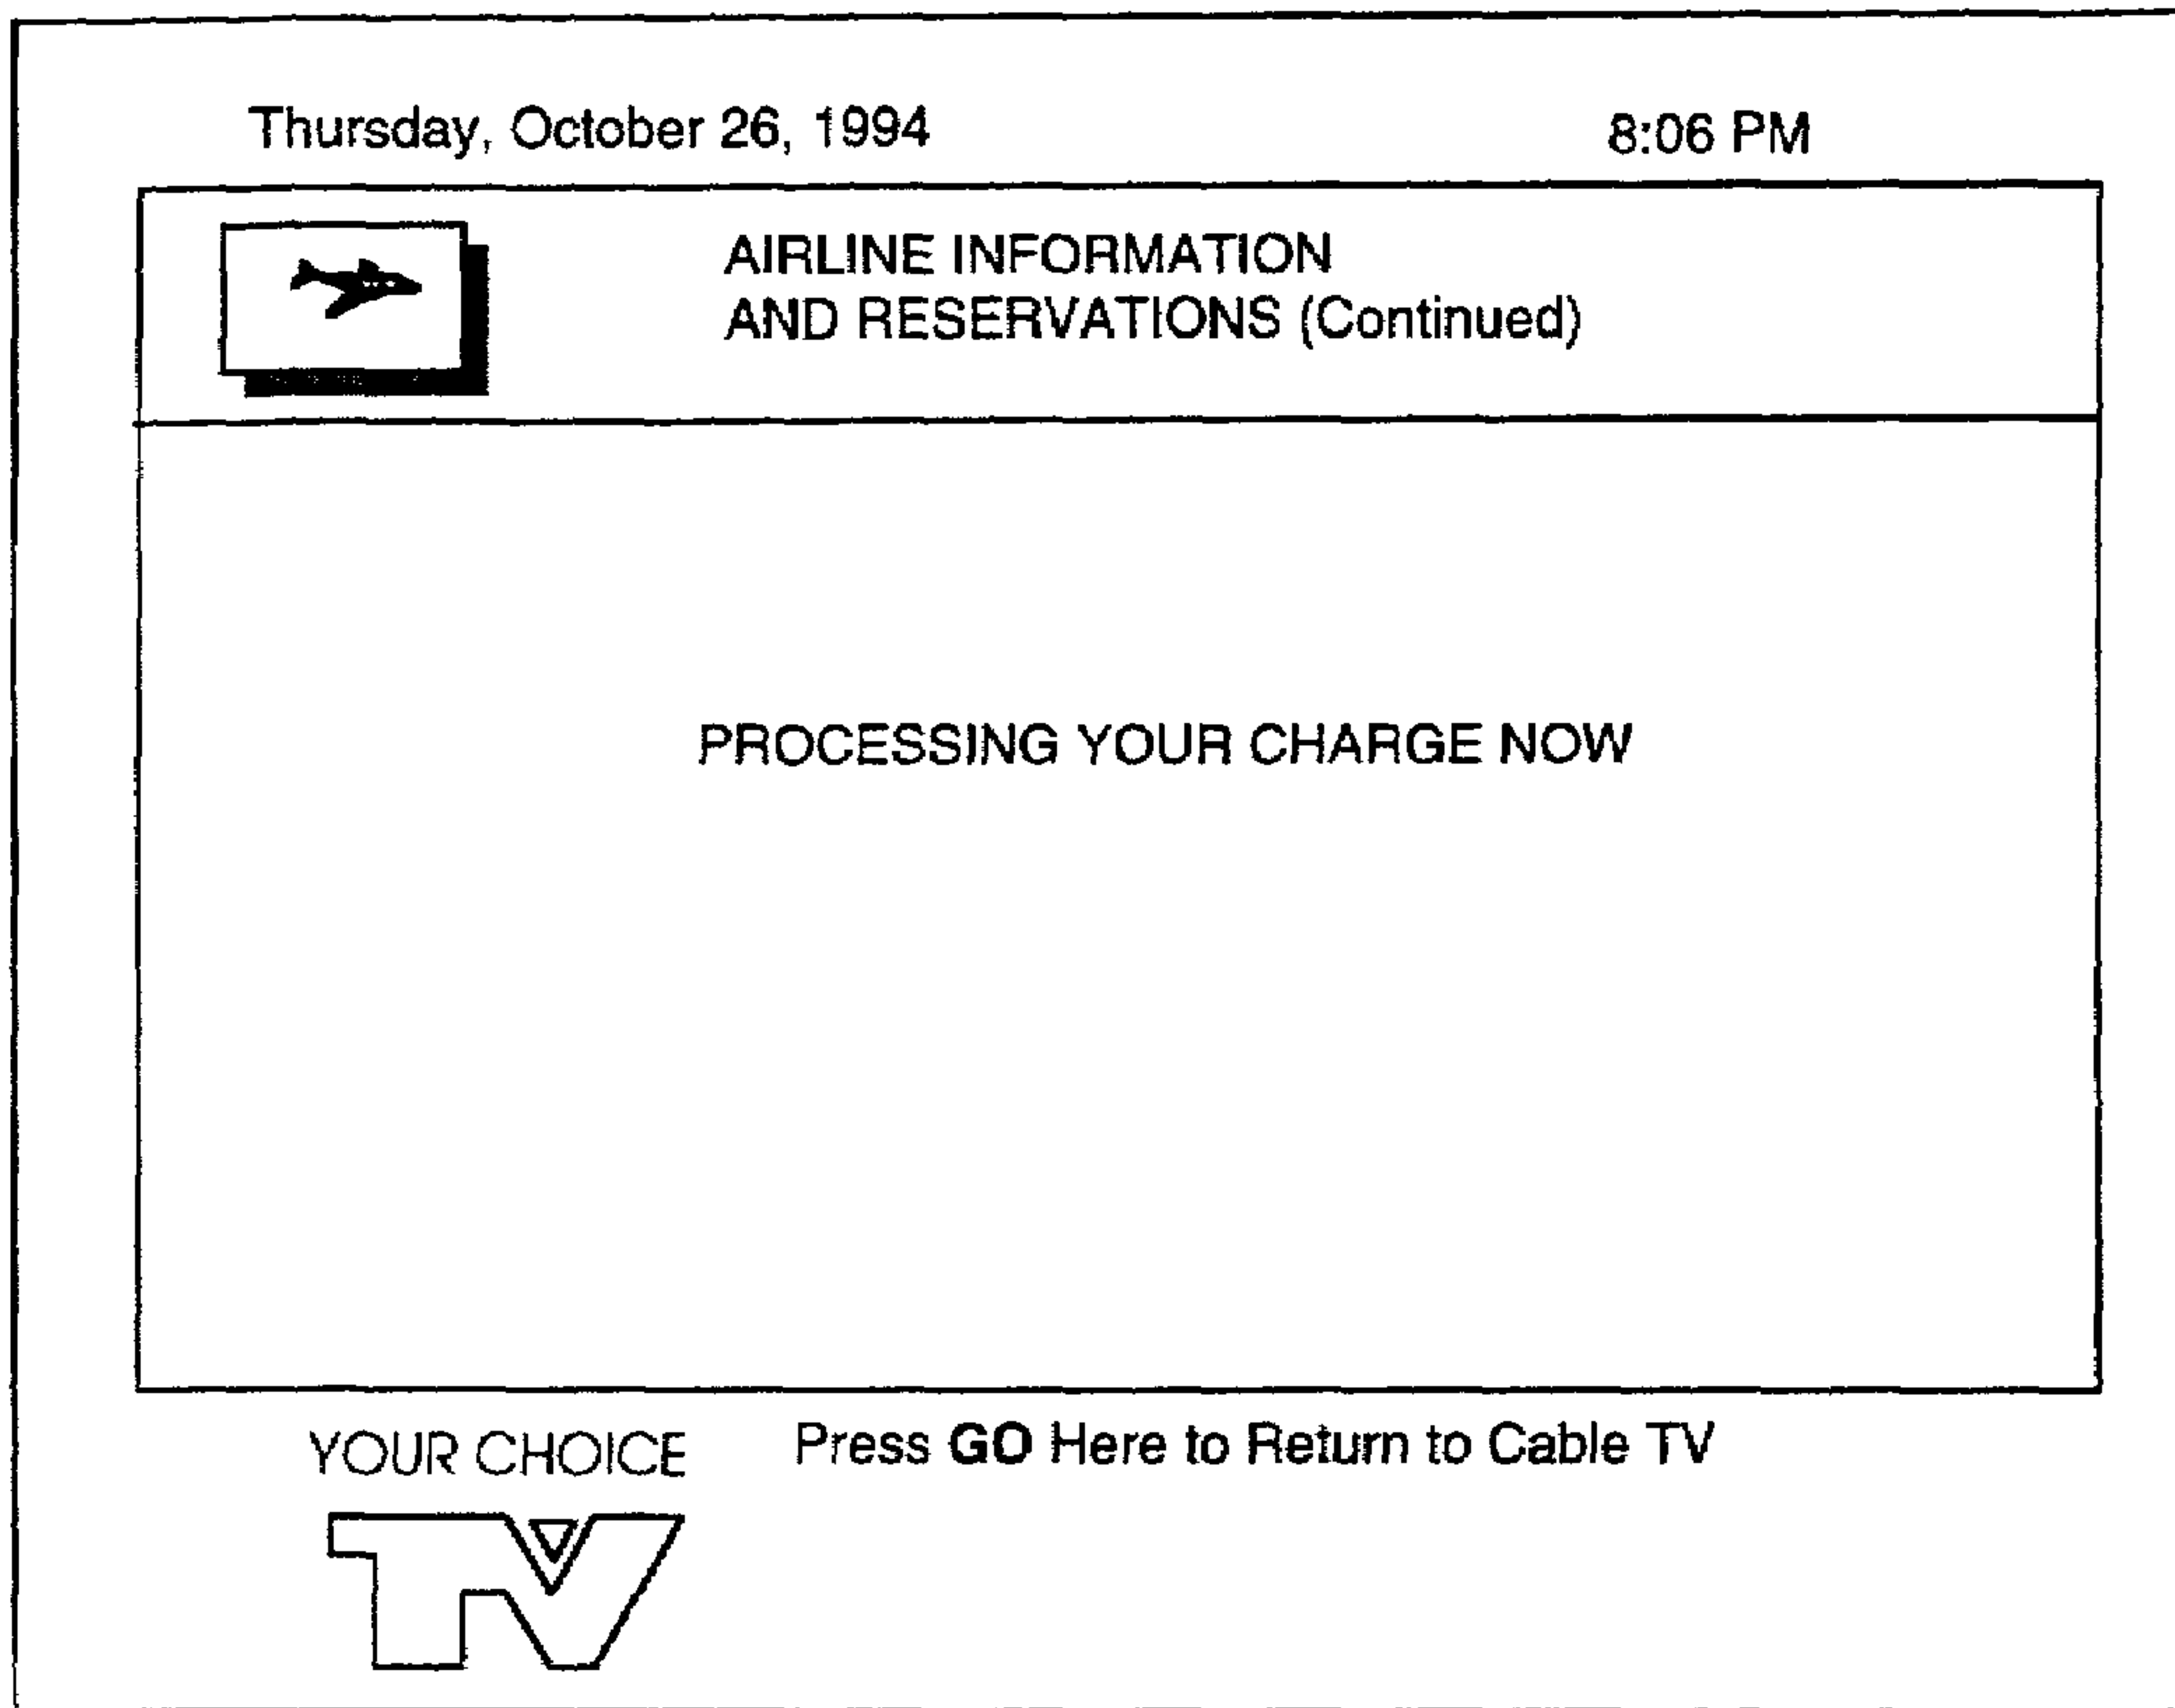 Thursday, October 26, 1994 8:06 PM
AIRLINE INFORMATION
AND RESERVATIONS (Continued)
PROCESSING YOUR CHARGE NOW
YOUR CHOICE Press GO Here to Return to Cable TV
TV